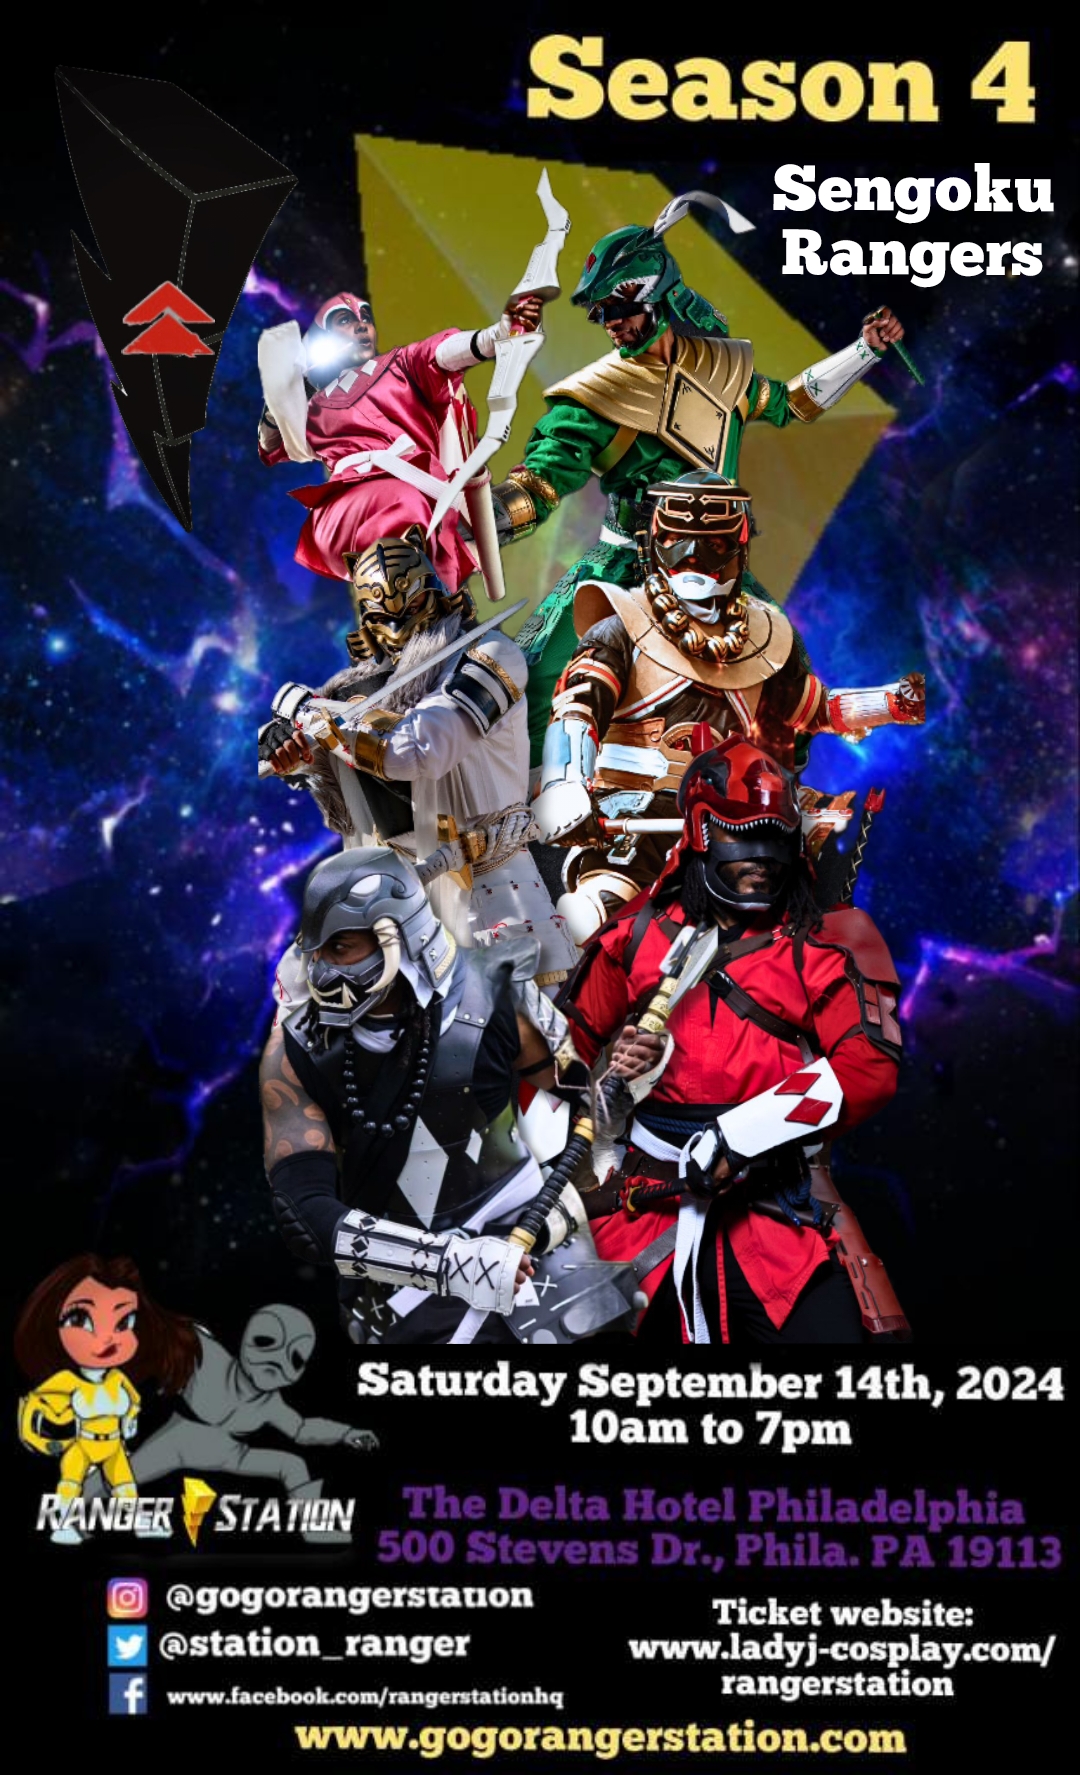 Season 4
Sengoku
Rangers
Saturday September 14th, 2024
10am to 7pm
RANGER STATION
The Delta Hotel Philadelphia
500 Stevens Dr., Phila. PA 19113
@gogorangerstation
@station_ranger
www.facebook.com/rangerstationhq
Ticket website:
www.ladyj-cosplay.com/
rangerstation
www.gogorangerstation.com